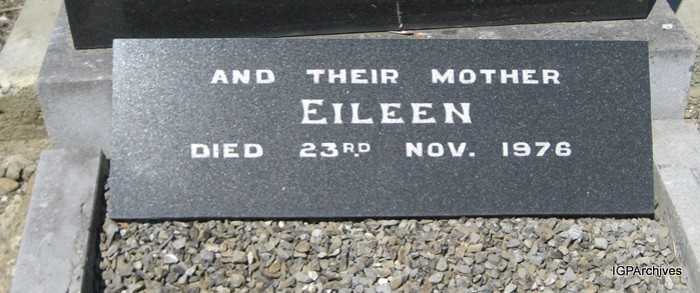 AND THEIR MOTHER
EILEEN
DIED 23RD NOV. 1976
IGPArchives